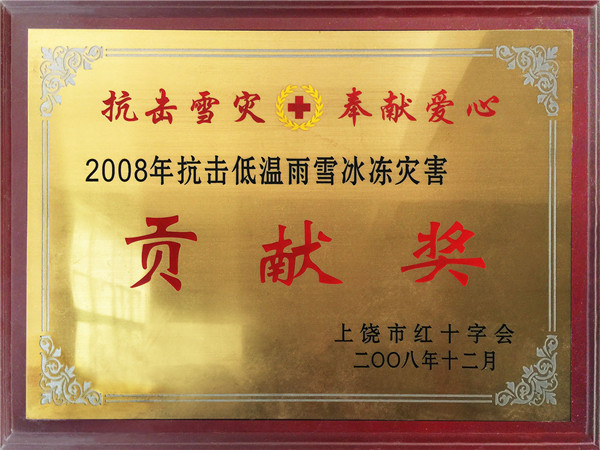 抗击雪灾 奉献爱心
2008年抗击低温雨雪冰冻灾害
贡献奖
上饶市红十字会
二〇〇八年十二月